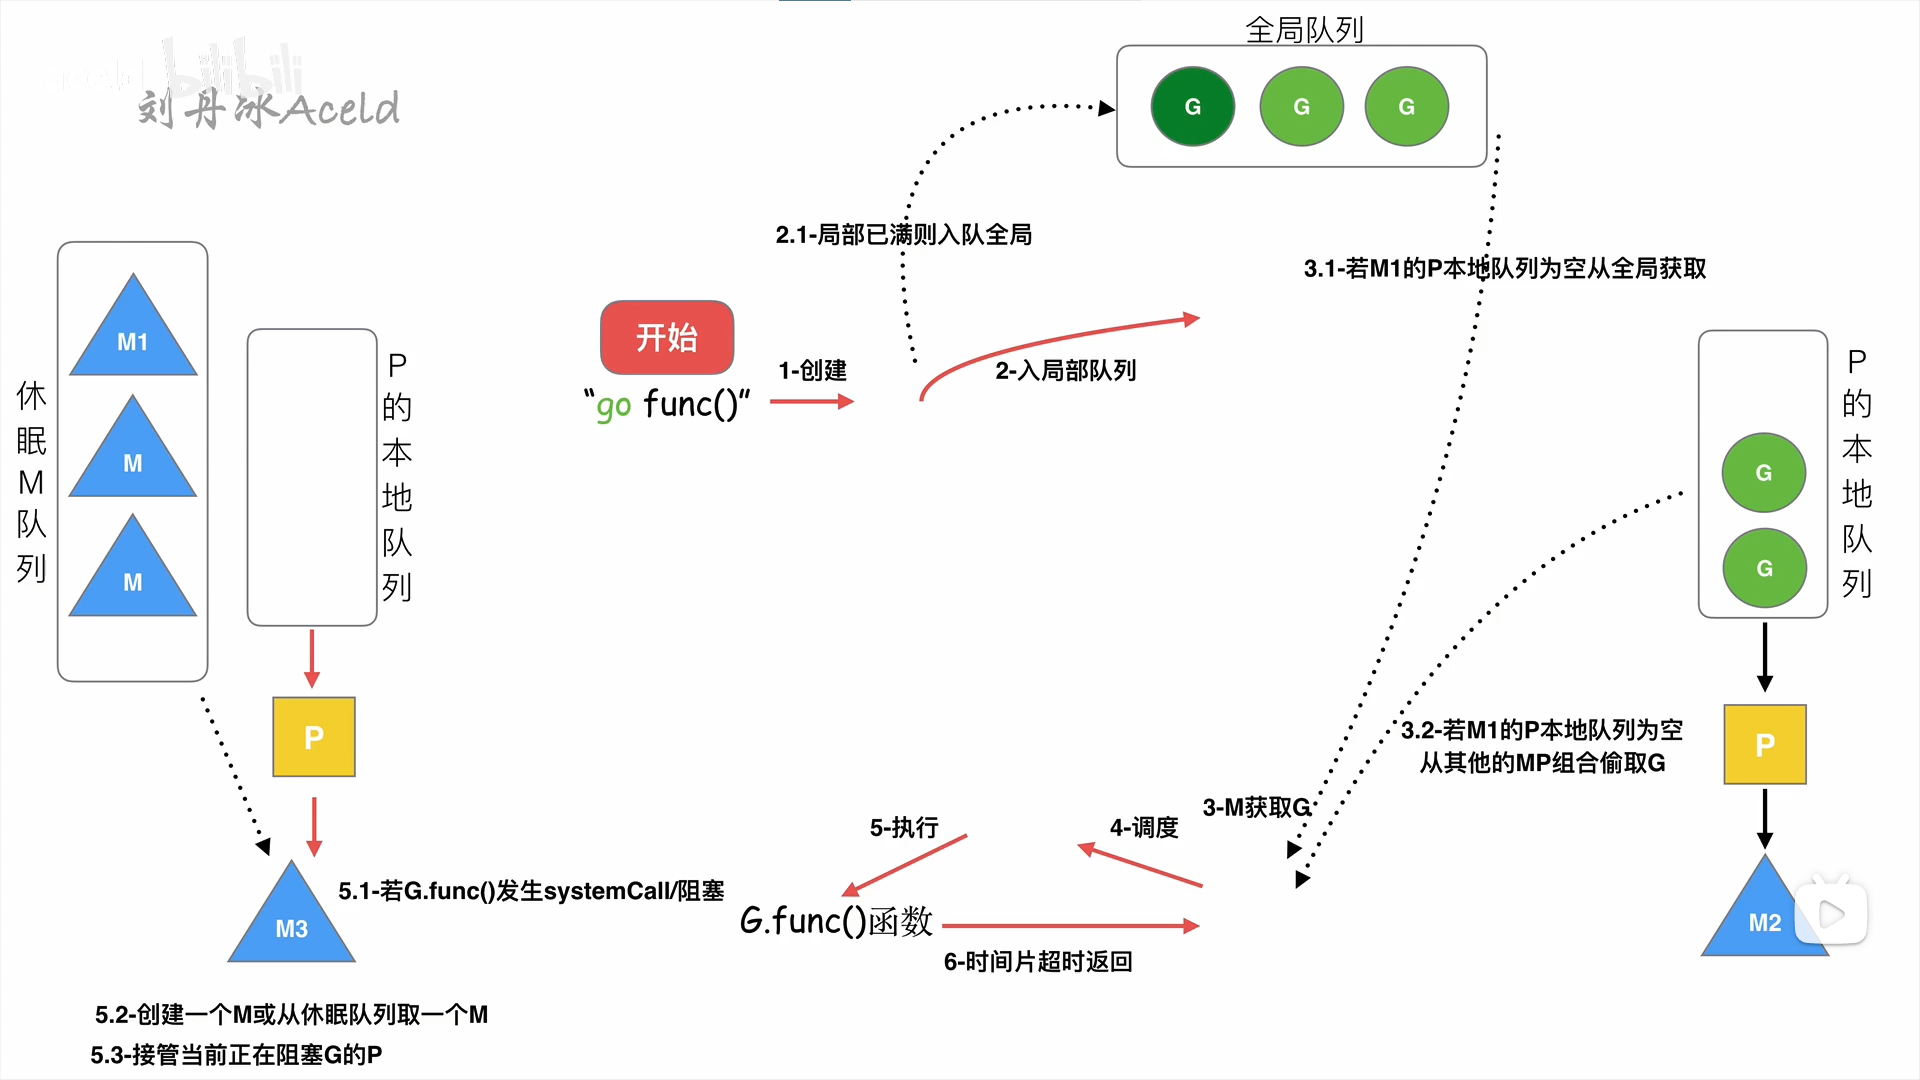 全局队列
bilibili
刘丹冰Aceld
G
G
G
2.1-局部已满则入队全局
3.1-若M1的P本地队列为空从全局获取
开始
1-创建
2-入局部队列
“go func()”
休眠M队列
M1
M
M
P的本地队列
P
M3
P的本地队列
G
G
P
M2
3.2-若M1的P本地队列为空
从其他的MP组合偷取G
3-M获取G
4-调度
5-执行
5.1-若G.func()发生systemCall/阻塞
G.func()函数
6-时间片超时返回
5.2-创建一个M或从休眠队列取一个M
5.3-接管当前正在阻塞G的P